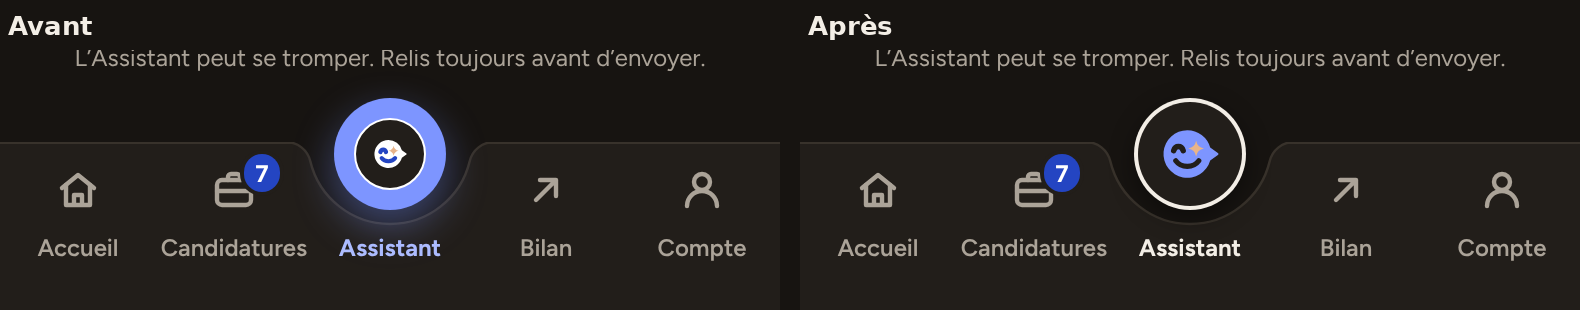 Avant
L’Assistant peut se tromper. Relis toujours avant d’envoyer.
7
Accueil
Candidatures
Assistant
Bilan
Compte
Après
L’Assistant peut se tromper. Relis toujours avant d’envoyer.
7
Accueil
Candidatures
Assistant
Bilan
Compte